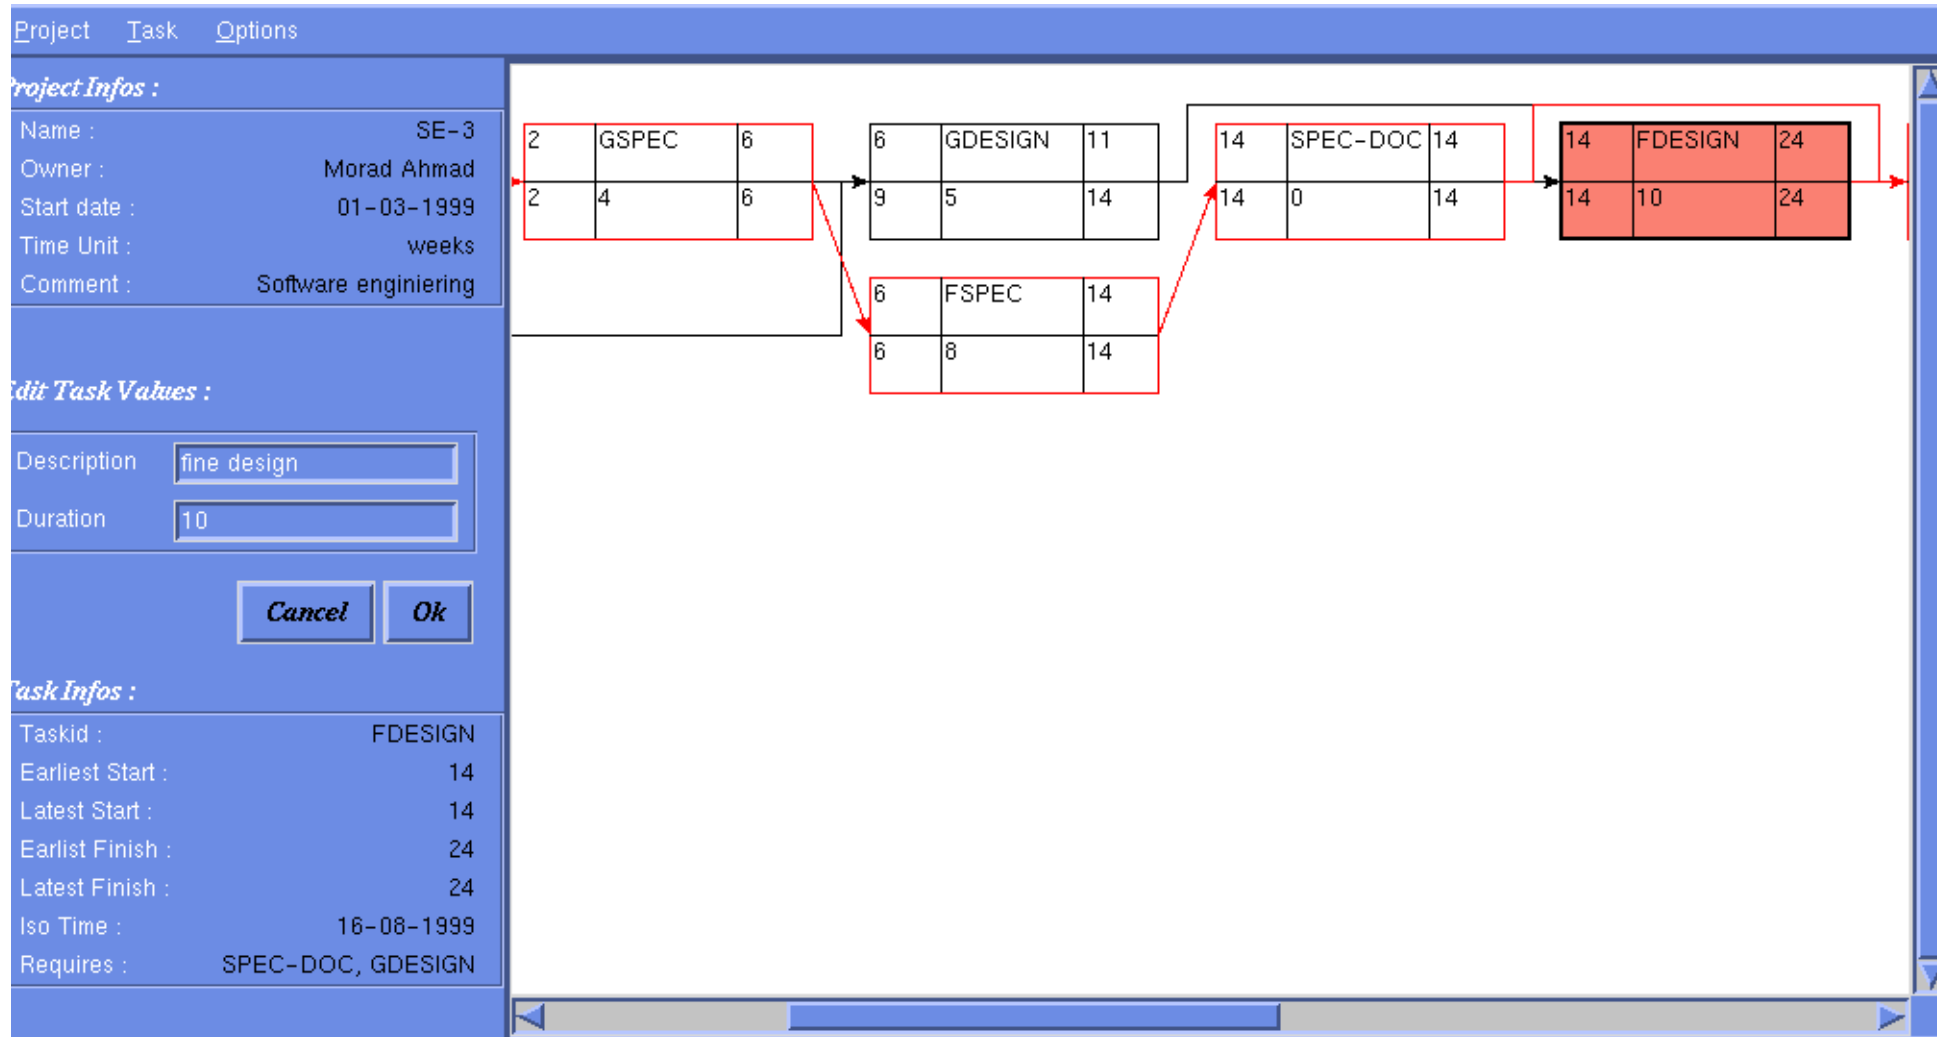 Project Task Options
Project Infos :
Name : SE-3
Owner : Morad Ahmad
Start date : 01-03-1999
Time Unit : weeks
Comment : Software enginiering
Edit Task Values :
Description fine design
Duration 10
Cancel Ok
Task Infos :
Taskid : FDESIGN
Earliest Start : 14
Latest Start : 14
Earlist Finish : 24
Latest Finish : 24
Iso Time : 16-08-1999
Requires : SPEC-DOC, GDESIGN
2 GSPEC 6
2 4 6
6 GDESIGN 11
9 5 14
6 FSPEC 14
6 8 14
14 SPEC-DOC 14
14 0 14
14 FDESIGN 24
14 10 24